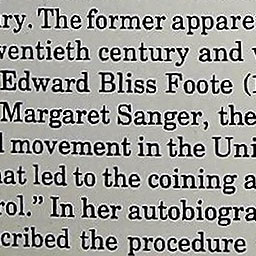 ry. The former appare
wentieth century and
Edward Bliss Foote (
Margaret Sanger, the
movement in the Uni
at led to the coining a
rol.” In her autobiogra
cribed the procedure